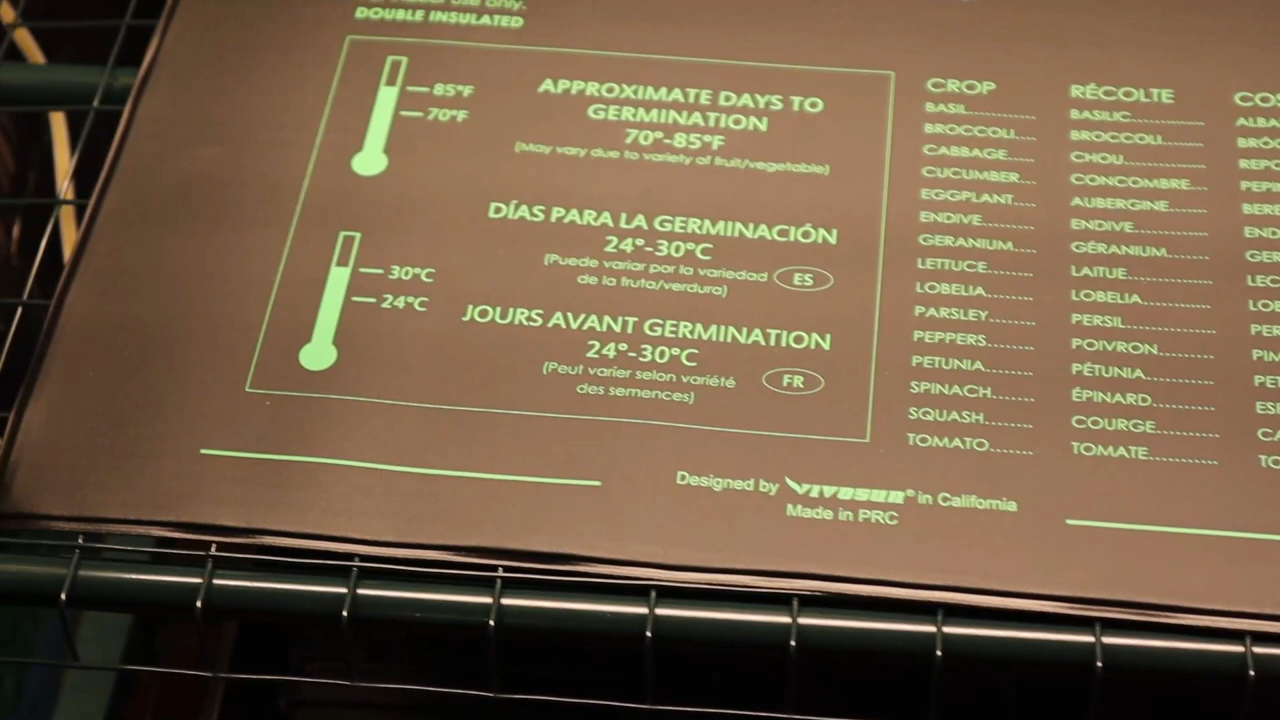 use only.
DOUBLE INSULATED
85°F
70°F
APPROXIMATE DAYS TO
GERMINATION
70°-85°F
(May vary due to variety of fruit/vegetable)
DÍAS PARA LA GERMINACIÓN
24°-30°C
(Puede variar por la variedad
de la fruta/verdura)
ES
30°C
24°C
JOURS AVANT GERMINATION
24°-30°C
(Peut varier selon variété
des semences)
FR
CROP
BASIL............
BROCCOLI....
CABBAGE.....
CUCUMBER...
EGGPLANT....
ENDIVE.........
GERANIUM....
LETTUCE........
LOBELIA........
PARSLEY........
PEPPERS........
PETUNIA........
SPINACH.......
SQUASH........
TOMATO.......
RÉCOLTE
BASILIC.............
BROCCOLI.......
CHOU..............
CONCOMBRE...
AUBERGINE......
ENDIVE............
GÉRANIUM......
LAITUE..............
LOBELIA............
PERSIL..............
POIVRON.........
PÉTUNIA...........
ÉPINARD...........
COURGE..........
TOMATE............
Designed by VIVOSUN® in California
Made in PRC